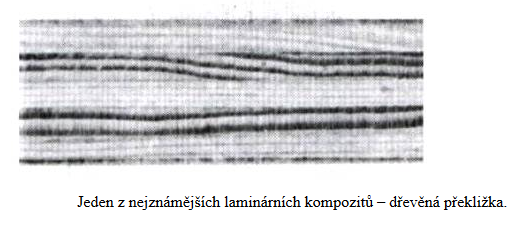 Jeden z nejznámějších laminárních kompozitů – dřevěná překližka.